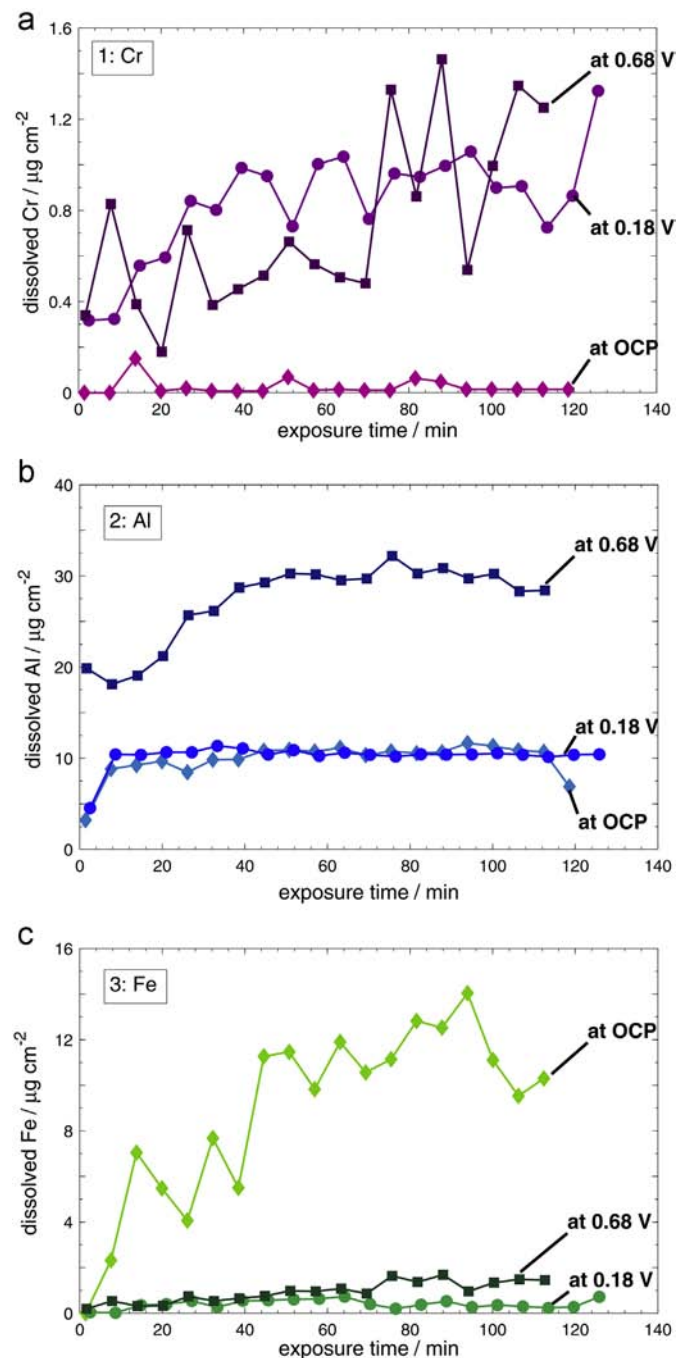 a
1.6
1: Cr
at 0.68 V
1.2
0.8
at 0.18 V
dissolved Cr / μg cm⁻²
0.4
at OCP
0
0 20 40 60 80 100 120 140
exposure time / min
b
40
2: Al
at 0.68 V
30
dissolved Al / μg cm⁻²
20
at 0.18 V
10
at OCP
0
0 20 40 60 80 100 120 140
exposure time / min
c
16
3: Fe
at OCP
12
dissolved Fe / μg cm⁻²
8
4
at 0.68 V
at 0.18 V
0
0 20 40 60 80 100 120 140
exposure time / min